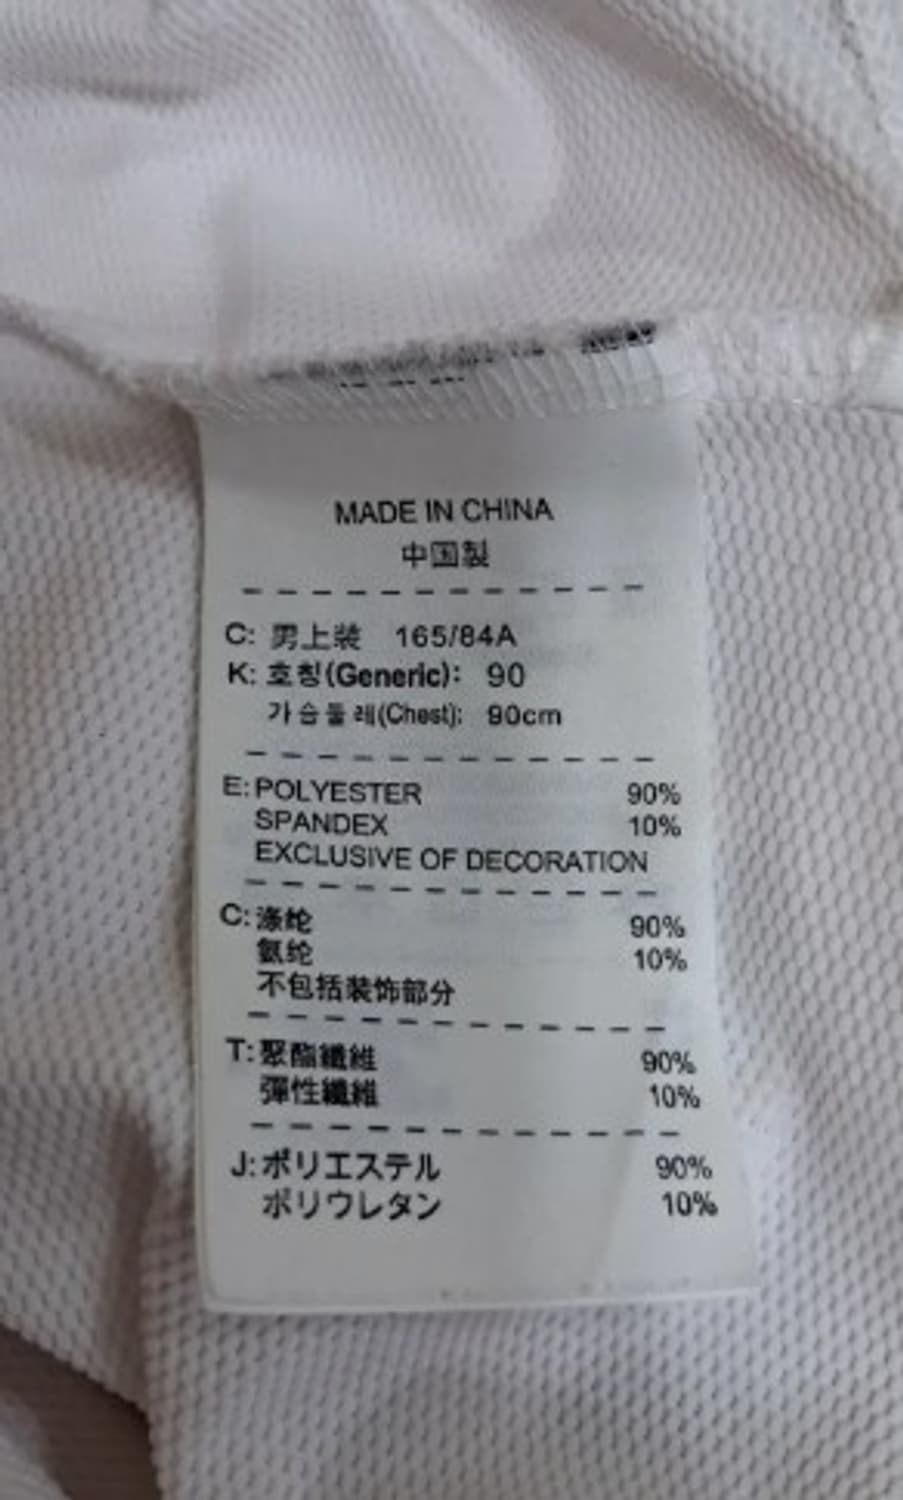 MADE IN CHINA
中国製
C: 男上装 165/84A
K: 호칭(Generic): 90
가슴둘레(Chest): 90cm
E: POLYESTER 90%
SPANDEX 10%
EXCLUSIVE OF DECORATION
C: 涤纶 90%
氨纶 10%
不包括装饰部分
T: 聚酯纖維 90%
彈性纖維 10%
J: ポリエステル 90%
ポリウレタン 10%